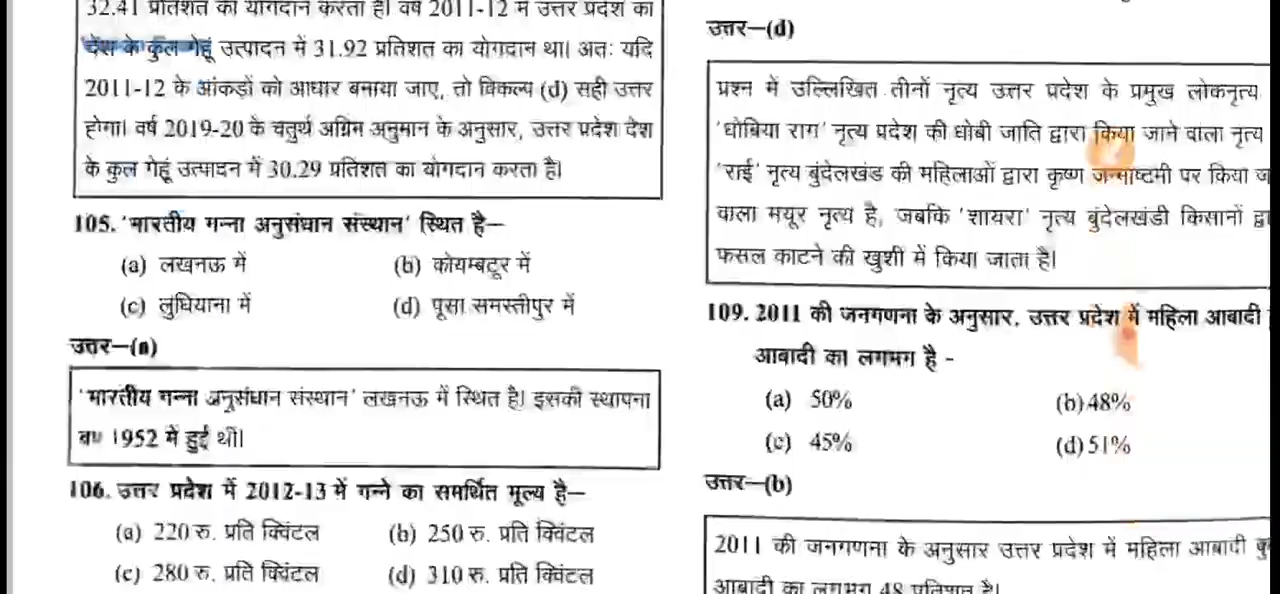 32.41 प्रतिशत का योगदान करता है। वर्ष 2011-12 में उत्तर प्रदेश का
देश के कुल गेहूं उत्पादन में 31.92 प्रतिशत का योगदान था। अतः यदि
2011-12 के आंकड़ों को आधार बनाया जाए, तो विकल्प (d) सही उत्तर
होगा। वर्ष 2019-20 के चतुर्थ अग्रिम अनुमान के अनुसार, उत्तर प्रदेश देश
के कुल गेहूं उत्पादन में 30.29 प्रतिशत का योगदान करता है।
105. 'भारतीय गन्ना अनुसंधान संस्थान' स्थित है–
(a) लखनऊ में (b) कोयम्बटूर में
(c) लुधियाना में (d) पूसा समस्तीपुर में
उत्तर—(a)
'भारतीय गन्ना अनुसंधान संस्थान' लखनऊ में स्थित है। इसकी स्थापना
वर्ष 1952 में हुई थी।
106. उत्तर प्रदेश में 2012-13 में गन्ने का समर्थित मूल्य है–
(a) 220 रु. प्रति क्विंटल (b) 250 रु. प्रति क्विंटल
(c) 280 रु. प्रति क्विंटल (d) 310 रु. प्रति क्विंटल
उत्तर—(d)
प्रश्न में उल्लिखित तीनों नृत्य उत्तर प्रदेश के प्रमुख लोकनृत्य
'धोबिया राग' नृत्य प्रदेश की धोबी जाति द्वारा किया जाने वाला नृत्य
'राई' नृत्य बुंदेलखंड की महिलाओं द्वारा कृष्ण जन्माष्टमी पर किया
वाला मयूर नृत्य है, जबकि 'शायरा' नृत्य बुंदेलखंडी किसानों
फसल काटने की खुशी में किया जाता है।
109. 2011 की जनगणना के अनुसार, उत्तर प्रदेश में महिला आबादी
आबादी का लगभग है -
(a) 50% (b) 48%
(c) 45% (d) 51%
उत्तर—(b)
2011 की जनगणना के अनुसार उत्तर प्रदेश में महिला आबादी
आबादी का लगभग 48 प्रतिशत है।